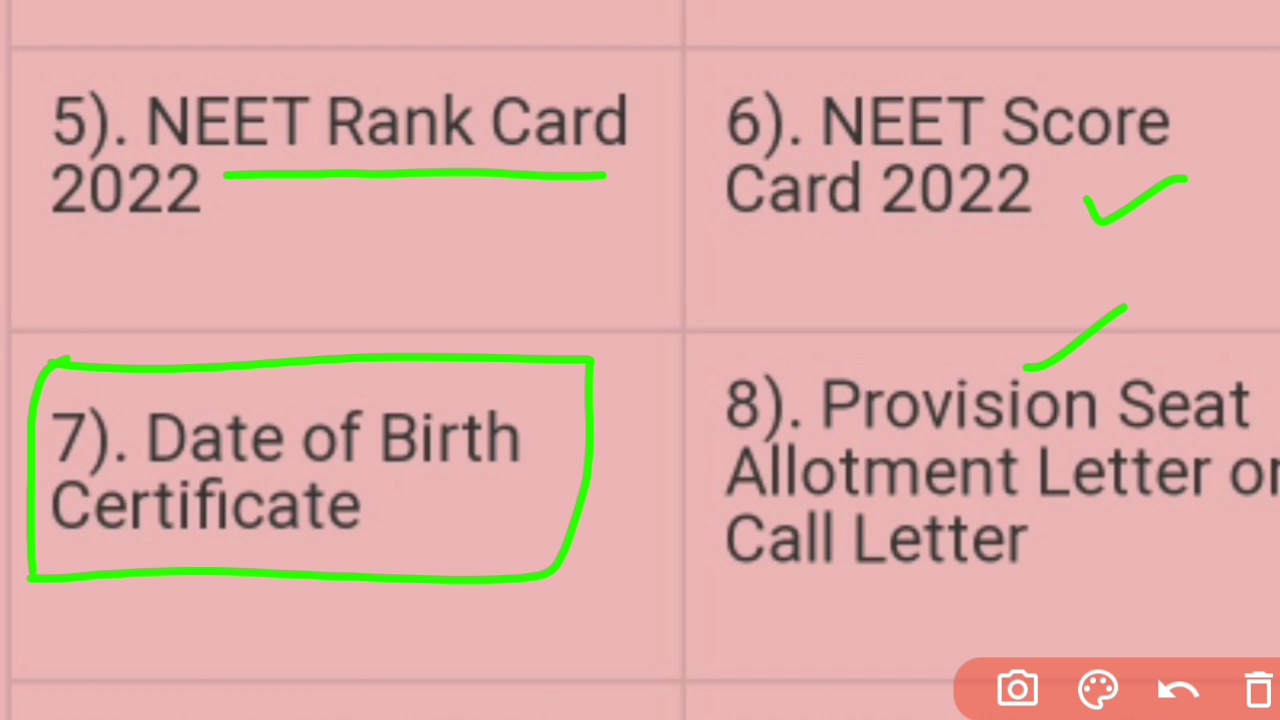 5). NEET Rank Card
2022
6). NEET Score
Card 2022
7). Date of Birth
Certificate
8). Provision Seat
Allotment Letter or
Call Letter